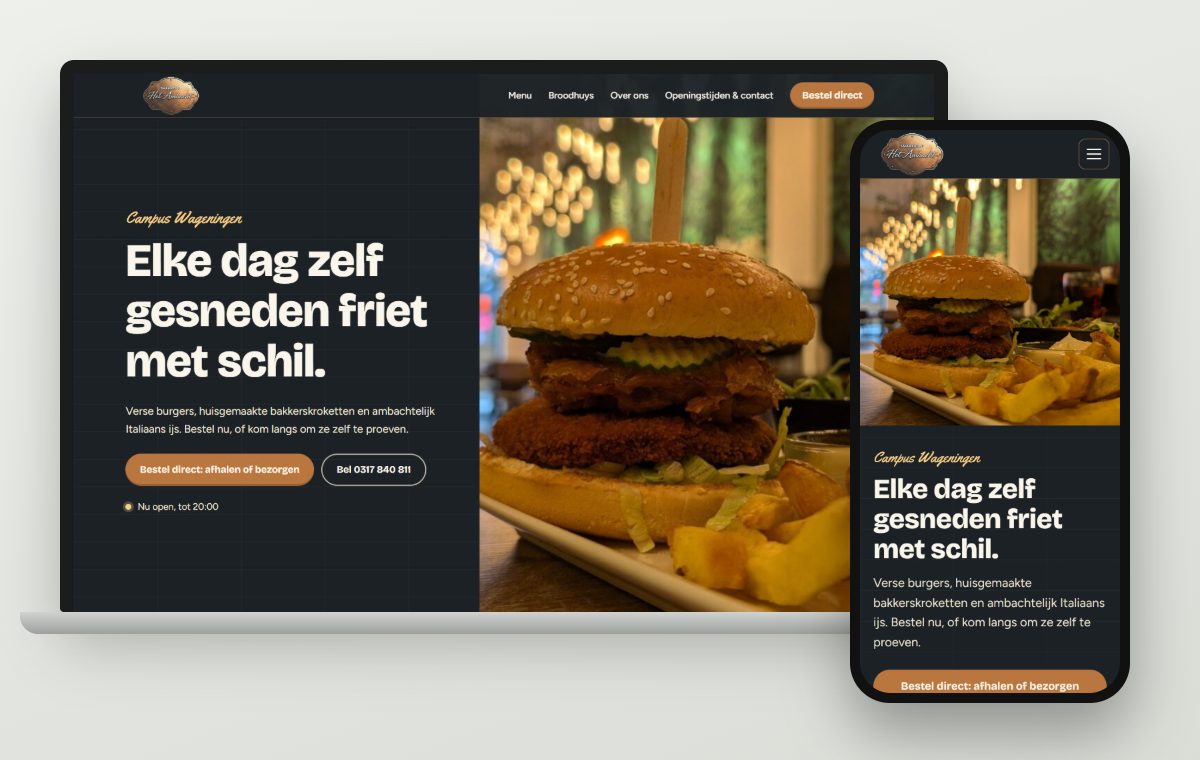 Menu
Broodhuys
Over ons
Openingstijden & contact
Bestel direct
Campus Wageningen
Elke dag zelf
gesneden friet
met schil.
Verse burgers, huisgemaakte bakkerskroketten en ambachtelijk
Italiaans ijs. Bestel nu, of kom langs om ze zelf te proeven.
Bestel direct: afhalen of bezorgen
Bel 0317 840 811
Nu open, tot 20:00
Campus Wageningen
Elke dag zelf
gesneden friet
met schil.
Verse burgers, huisgemaakte
bakkerskroketten en ambachtelijk Italiaans
ijs. Bestel nu, of kom langs om ze zelf te
proeven.
Bestel direct: afhalen of bezorgen